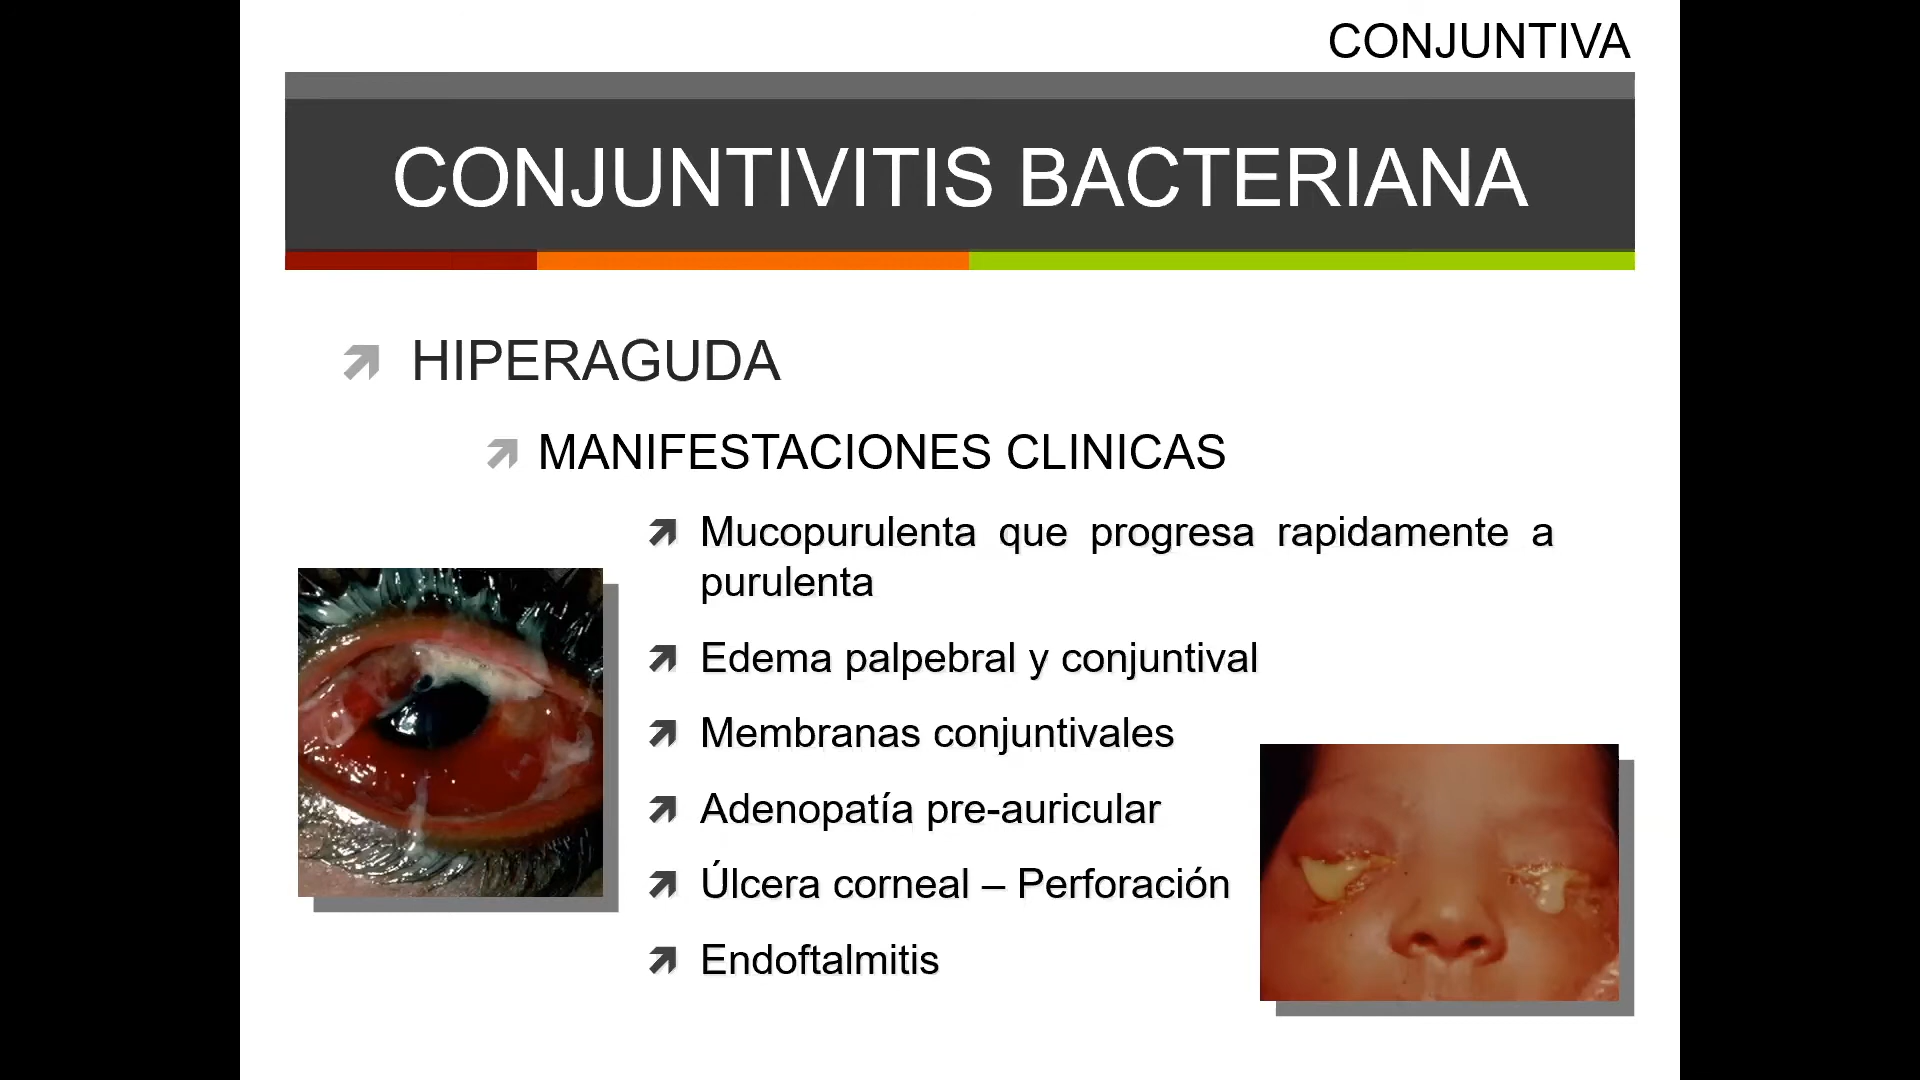 CONJUNTIVA
CONJUNTIVITIS BACTERIANA
HIPERAGUDA
MANIFESTACIONES CLINICAS
Mucopurulenta que progresa rapidamente a
purulenta
Edema palpebral y conjuntival
Membranas conjuntivales
Adenopatía pre-auricular
Úlcera corneal – Perforación
Endoftalmitis